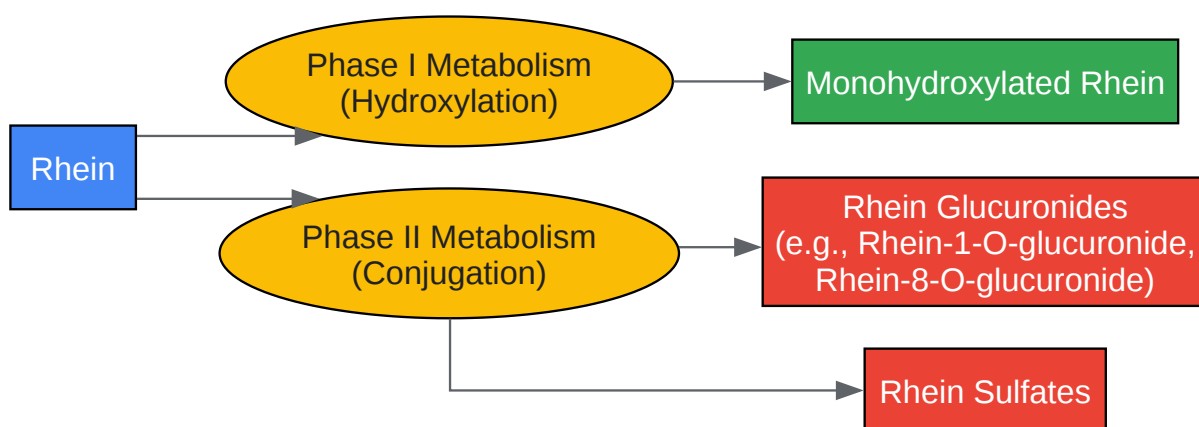 Rhein
Phase I Metabolism
(Hydroxylation)
Monohydroxylated Rhein
Phase II Metabolism
(Conjugation)
Rhein Glucuronides
(e.g., Rhein-1-O-glucuronide,
Rhein-8-O-glucuronide)
Rhein Sulfates